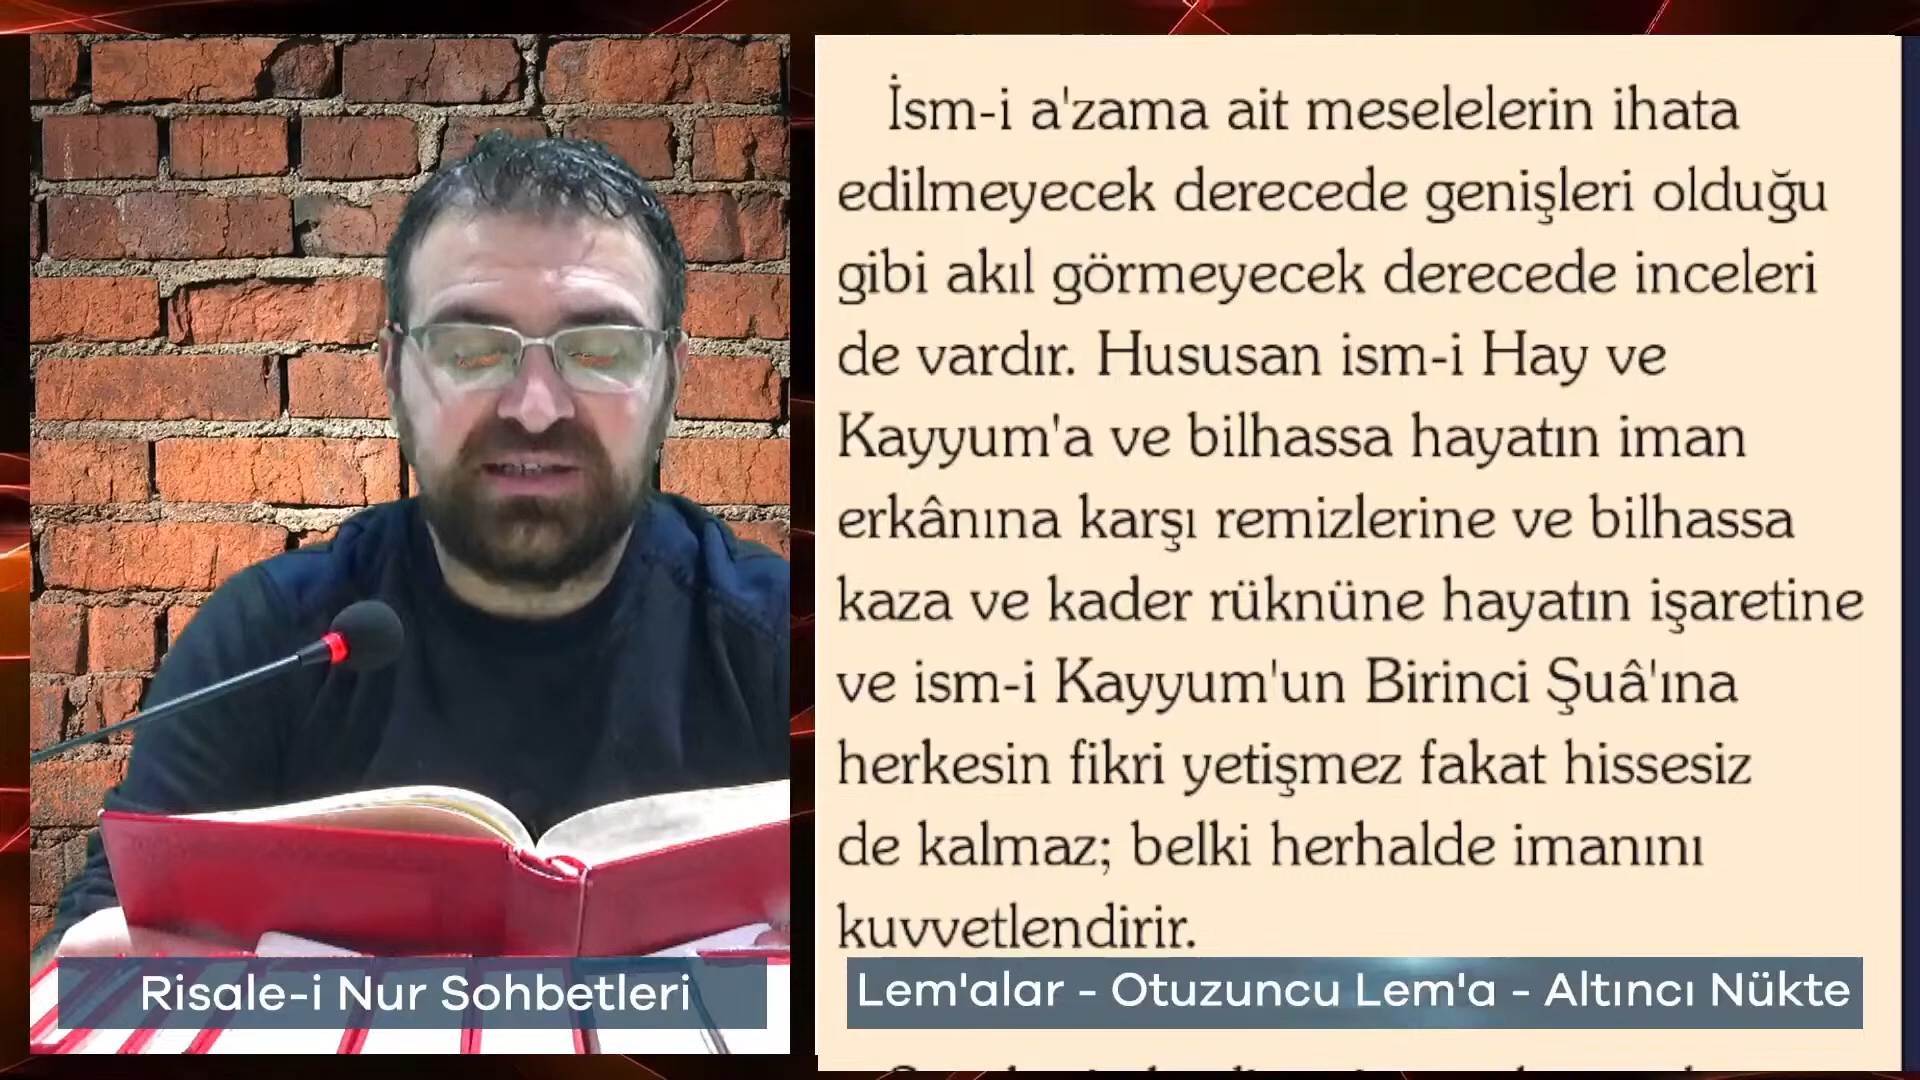 İsm-i a'zama ait meselelerin ihata
edilmeyecek derecede genişleri olduğu
gibi akıl görmeyecek derecede inceleri
de vardır. Hususan ism-i Hay ve
Kayyum'a ve bilhassa hayatın iman
erkânına karşı remizlerine ve bilhassa
kaza ve kader rüknüne hayatın işaretine
ve ism-i Kayyum'un Birinci Şuâ'ına
herkesin fikri yetişmez fakat hissesiz
de kalmaz; belki herhalde imanını
kuvvetlendirir.
Risale-i Nur Sohbetleri
Lem'alar - Otuzuncu Lem'a - Altıncı Nükte